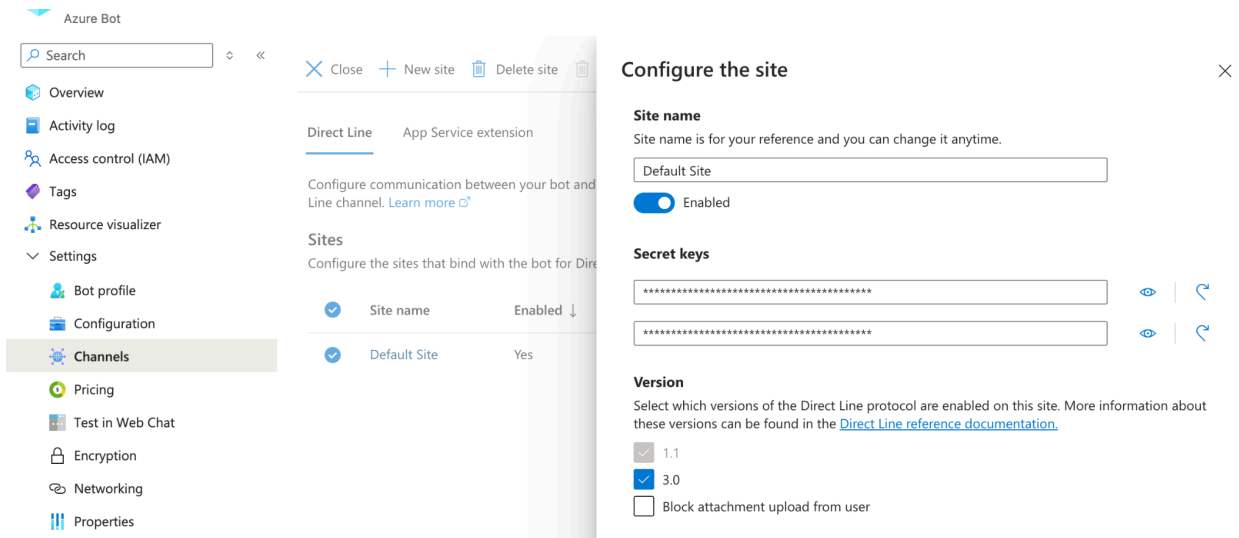 Azure Bot
Search
Overview
Activity log
Access control (IAM)
Tags
Resource visualizer
Settings
Bot profile
Configuration
Channels
Pricing
Test in Web Chat
Encryption
Networking
Properties
Close New site Delete site
Direct Line App Service extension
Configure communication between your bot and
Line channel. Learn more
Sites
Configure the sites that bind with the bot for Dire
Site name Enabled ↓
Default Site Yes
Configure the site
Site name
Site name is for your reference and you can change it anytime.
Default Site
Enabled
Secret keys
****************************************
****************************************
Version
Select which versions of the Direct Line protocol are enabled on this site. More information about
these versions can be found in the Direct Line reference documentation.
1.1
3.0
Block attachment upload from user